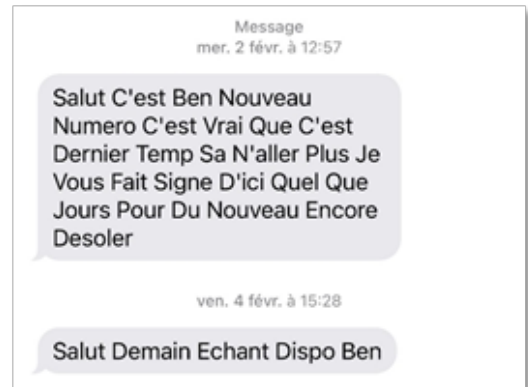 Message
mer. 2 févr. à 12:57
Salut C'est Ben Nouveau
Numero C'est Vrai Que C'est
Dernier Temp Sa N'aller Plus Je
Vous Fait Signe D'ici Quel Que
Jours Pour Du Nouveau Encore
Desoler
ven. 4 févr. à 15:28
Salut Demain Echant Dispo Ben